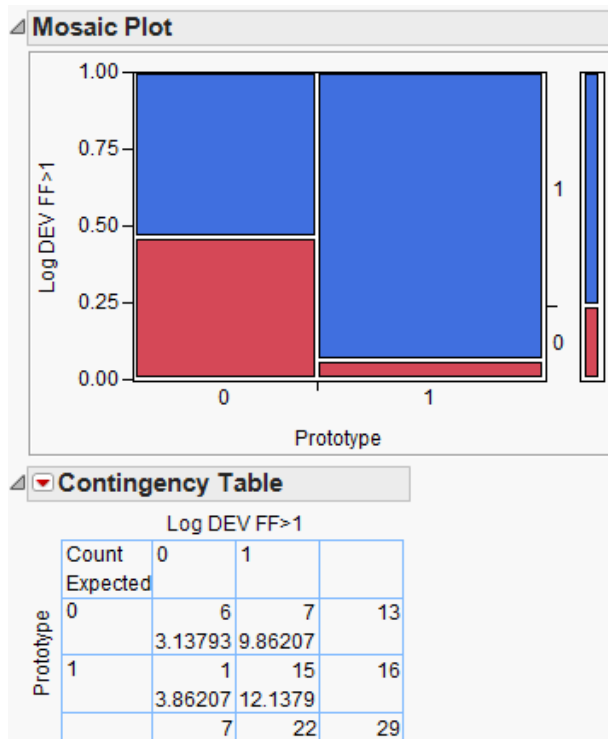 Mosaic Plot
1.00
0.75
0.50
0.25
0.00
Log DEV FF>1
1
0
0 1
Prototype
Contingency Table
Log DEV FF>1
Count 0 1
Expected
Prototype
0 6 7 13
3.13793 9.86207
1 1 15 16
3.86207 12.1379
7 22 29